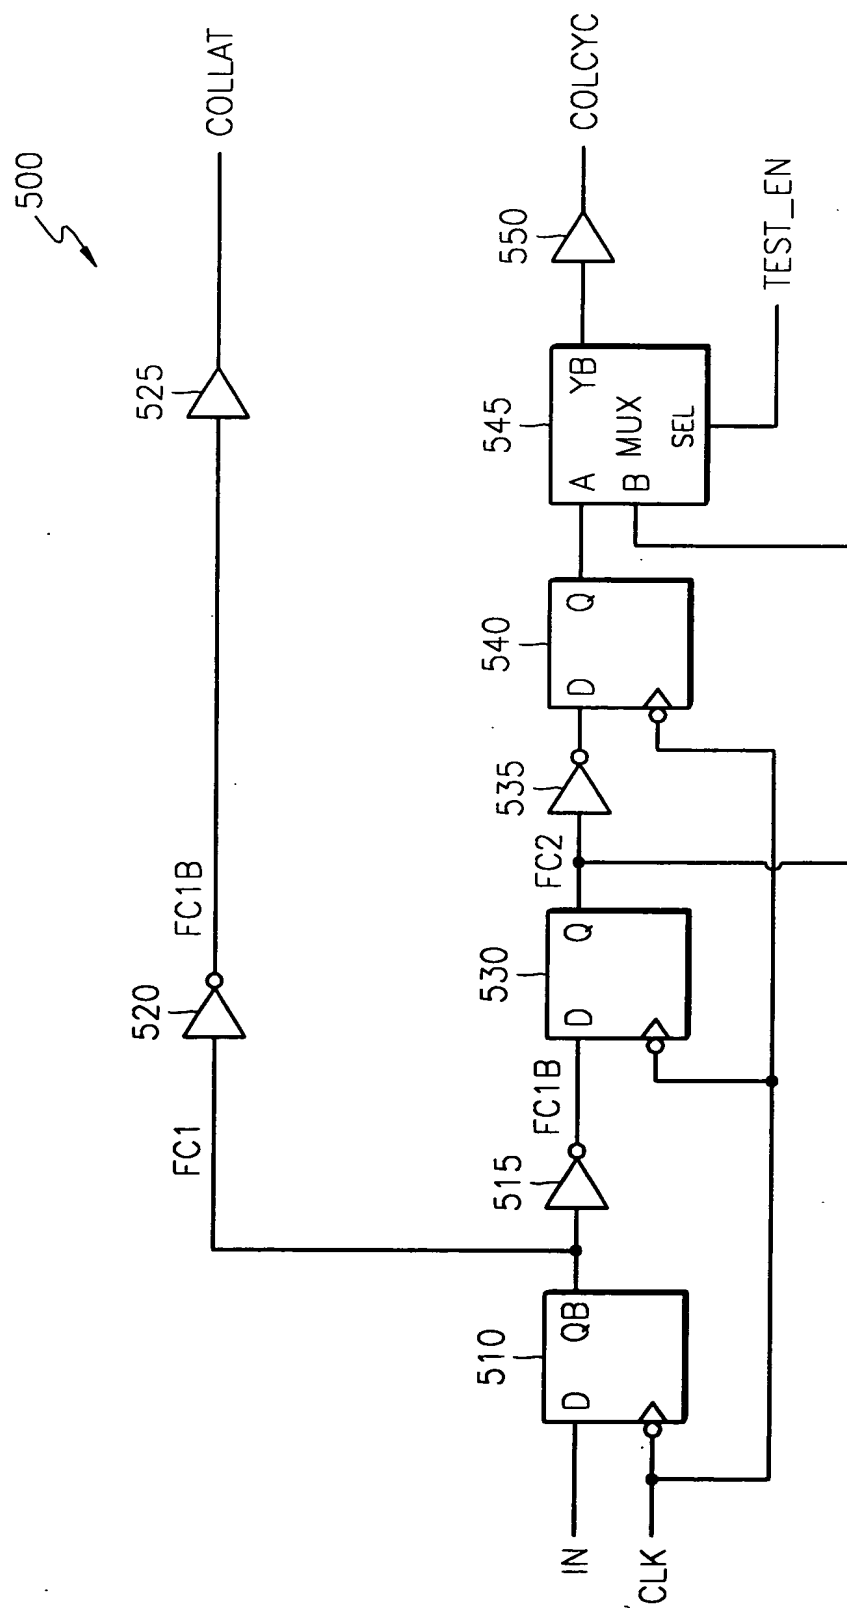 500
COLLAT
525
FC1B
520
FC1
COLCYC
550
TEST_EN
545
A
YB
MUX
B
SEL
540
D
Q
535
FC2
530
D
Q
FC1B
515
510
D
QB
IN
CLK